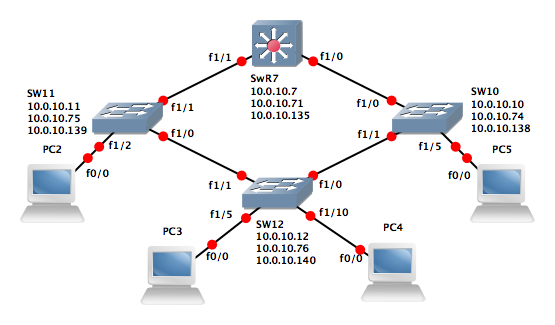 f1/1
f1/0
SwR7
10.0.10.7
10.0.10.71
10.0.10.135
SW11
10.0.10.11
10.0.10.75
10.0.10.139
f1/1
f1/0
f1/2
PC2
f0/0
SW10
10.0.10.10
10.0.10.74
10.0.10.138
f1/0
f1/1
f1/5
PC5
f0/0
f1/1
f1/0
f1/5
f1/10
SW12
10.0.10.12
10.0.10.76
10.0.10.140
PC3
f0/0
PC4
f0/0